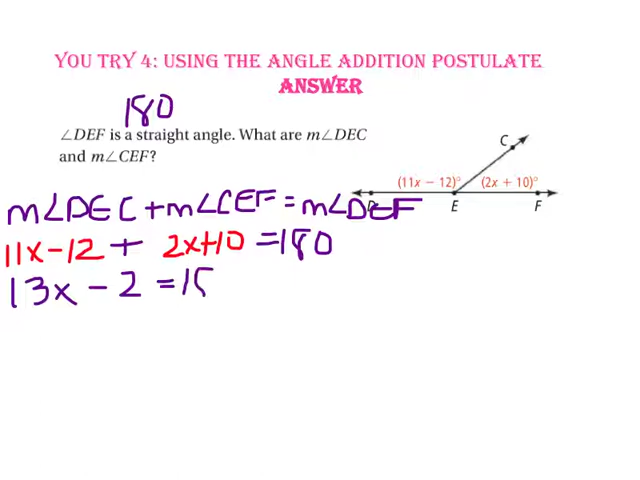 YOU TRY 4: USING THE ANGLE ADDITION POSTULATE
ANSWER
180
∠DEF is a straight angle. What are m∠DEC
and m∠CEF?
C
(11x − 12)° (2x + 10)°
D E F
m∠DEC + m∠CEF = m∠DEF
11x − 12 + 2x + 10 = 180
13x − 2 = 18